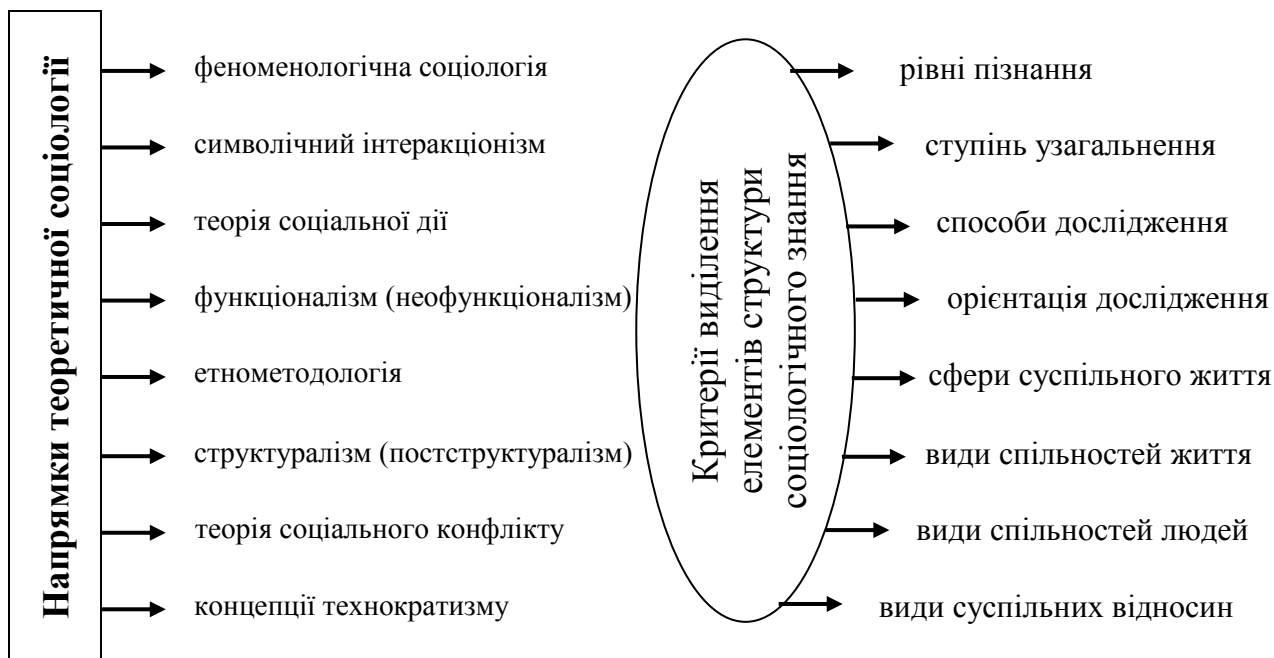 Напрямки теоретичної соціології
феноменологічна соціологія
символічний інтеракціонізм
теорія соціальної дії
функціоналізм (неофункціоналізм)
етнометодологія
структуралізм (постструктуралізм)
теорія соціального конфлікту
концепції технократизму
Критерії виділення
елементів структури
соціологічного знання
рівні пізнання
ступінь узагальнення
способи дослідження
орієнтація дослідження
сфери суспільного життя
види спільностей життя
види спільностей людей
види суспільних відносин